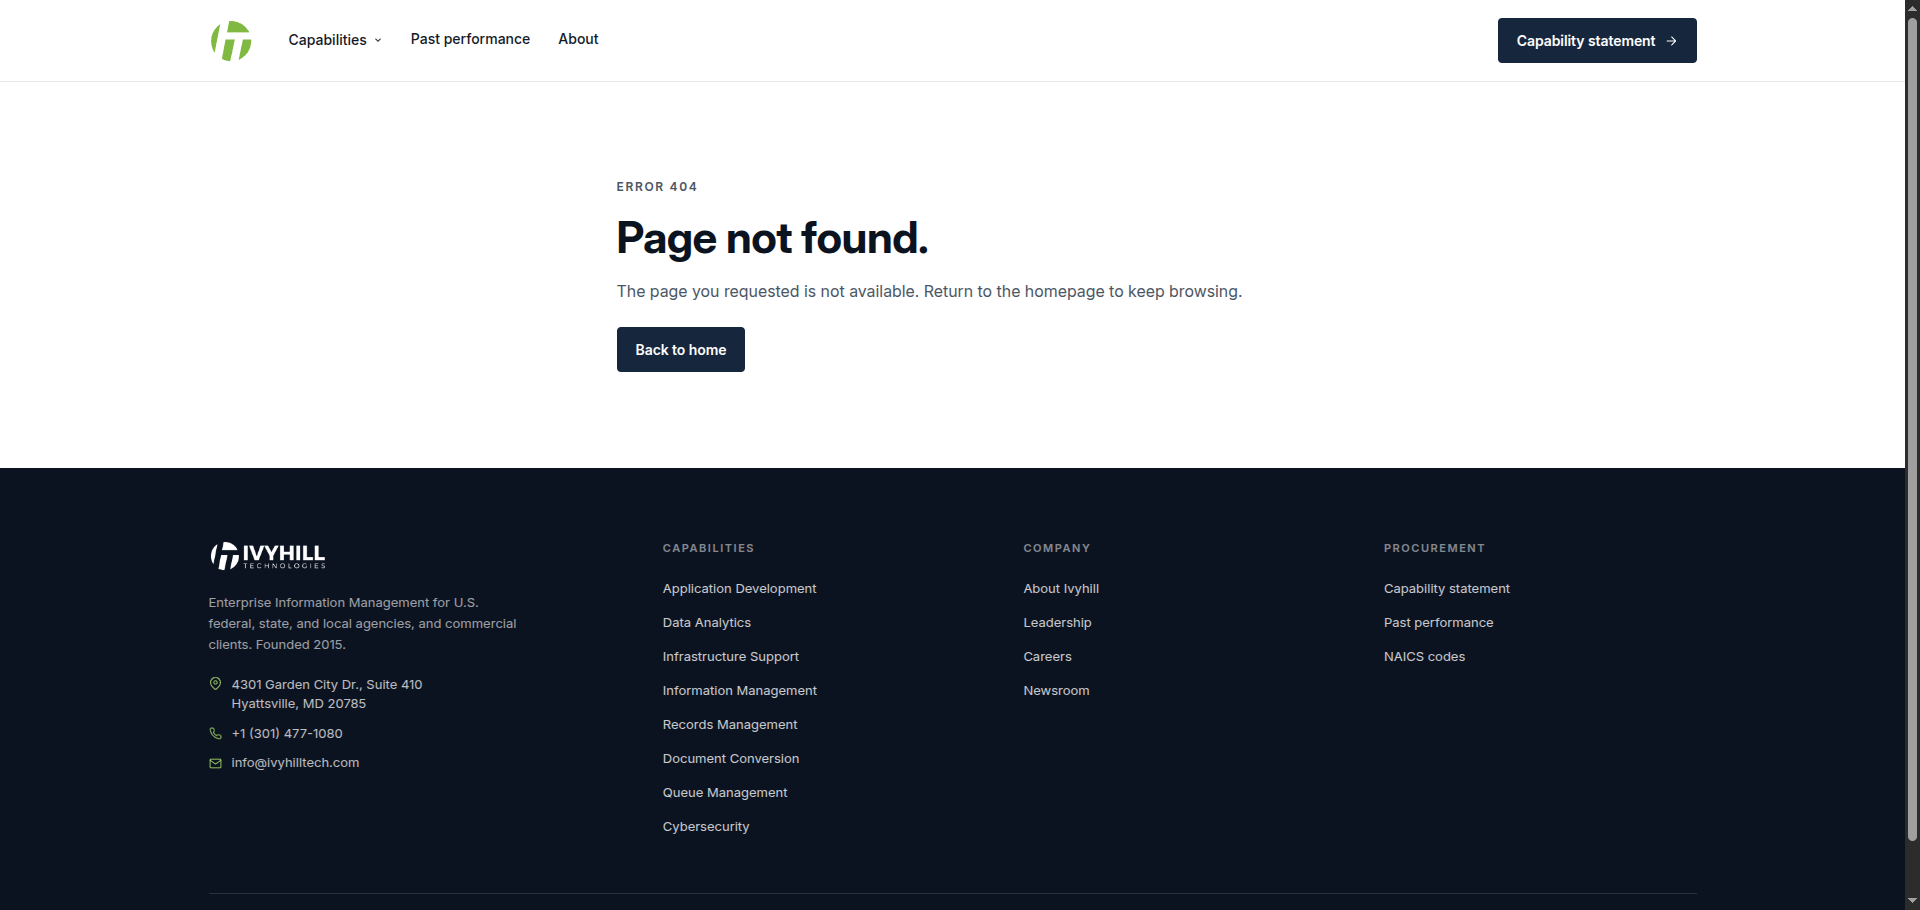 Capabilities
Past performance
About
Capability statement
ERROR 404
Page not found.
The page you requested is not available. Return to the homepage to keep browsing.
Back to home
IVYHILL
TECHNOLOGIES
Enterprise Information Management for U.S.
federal, state, and local agencies, and commercial
clients. Founded 2015.
4301 Garden City Dr., Suite 410
Hyattsville, MD 20785
+1 (301) 477-1080
info@ivyhilltech.com
CAPABILITIES
Application Development
Data Analytics
Infrastructure Support
Information Management
Records Management
Document Conversion
Queue Management
Cybersecurity
COMPANY
About Ivyhill
Leadership
Careers
Newsroom
PROCUREMENT
Capability statement
Past performance
NAICS codes